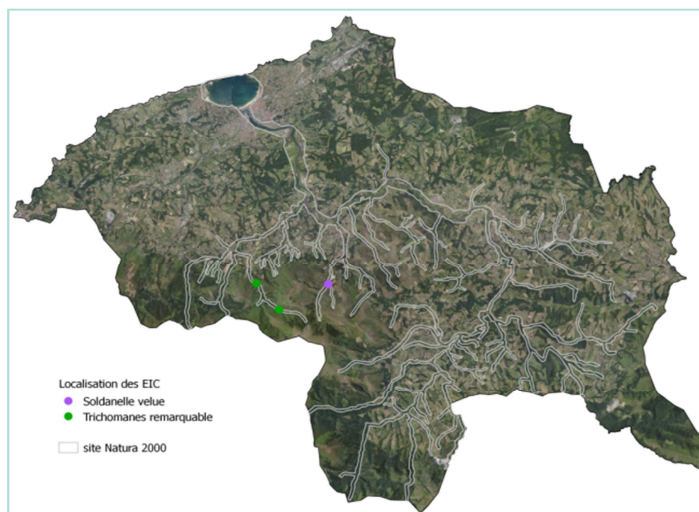 Localisation des EIC
Soldanelle velue
Trichomanes remarquable
site Natura 2000